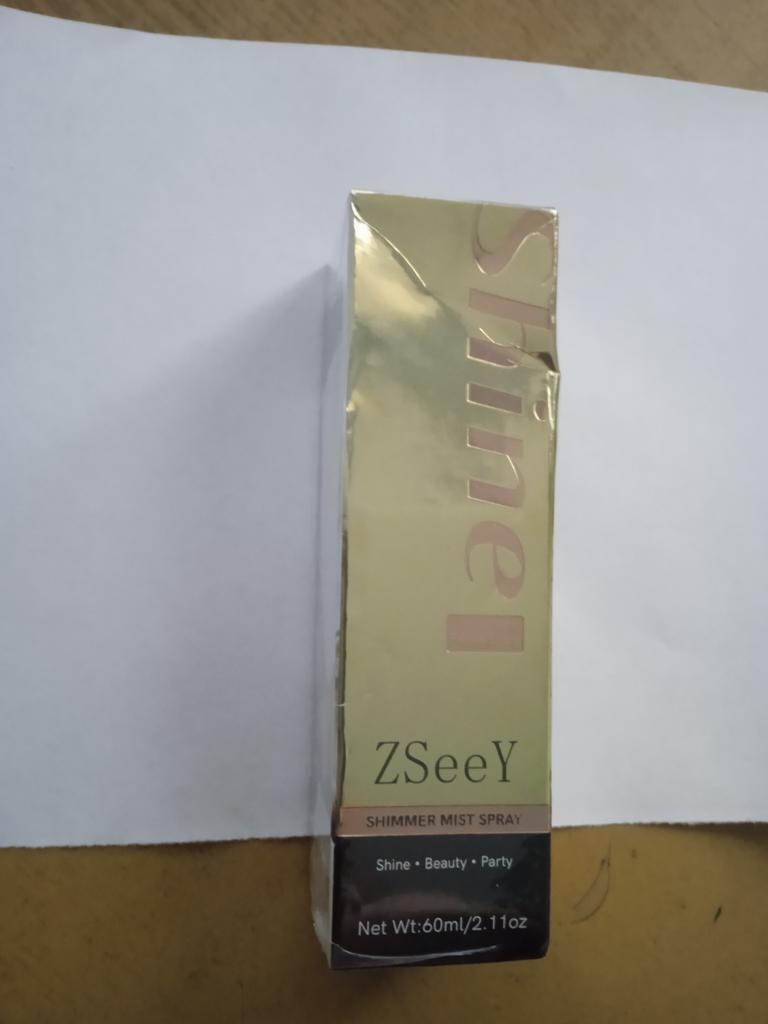 Shine
ZSeeY
SHIMMER MIST SPRAY
Shine • Beauty • Party
Net Wt:60ml/2.11oz